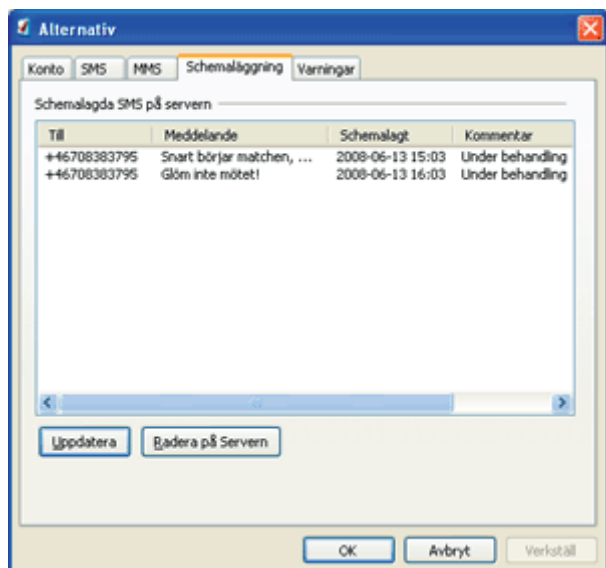 Alternativ
Konto SMS MMS Schemaläggning Varningar
Schemalagda SMS på servern
Till Meddelande Schemalagt Kommentar
+46708383795 Snart börjar matchen, ... 2008-06-13 15:03 Under behandling
+46708383795 Glöm inte mötet! 2008-06-13 16:03 Under behandling
Uppdatera Radera på Servern
OK Avbryt Verkställ